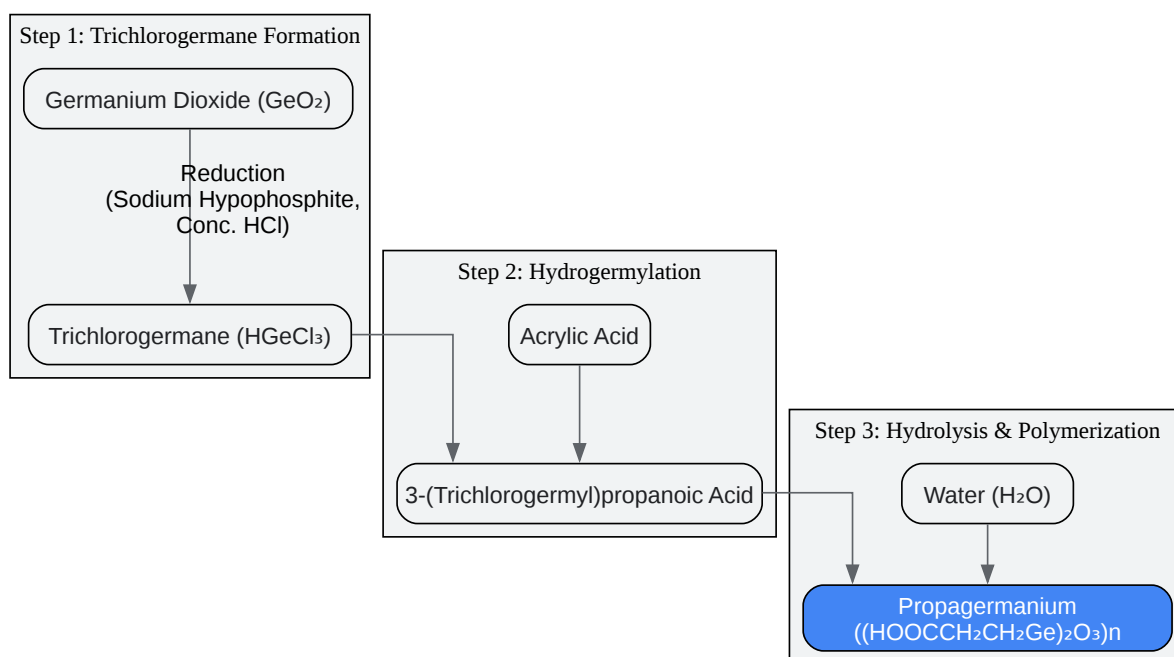 Step 1: Trichlorogermane Formation
Germanium Dioxide (GeO₂)
Reduction
(Sodium Hypophosphite,
Conc. HCl)
Trichlorogermane (HGeCl₃)
Step 2: Hydrogermylation
Acrylic Acid
3-(Trichlorogermyl)propanoic Acid
Step 3: Hydrolysis & Polymerization
Water (H₂O)
Propagermanium
((HOOCCH₂CH₂Ge)₂O₃)n